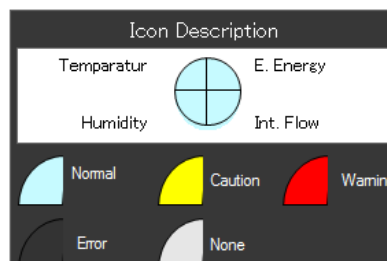 Icon Description
Temparatur E. Energy
Humidity Int. Flow
Normal Caution Warnin
Error None